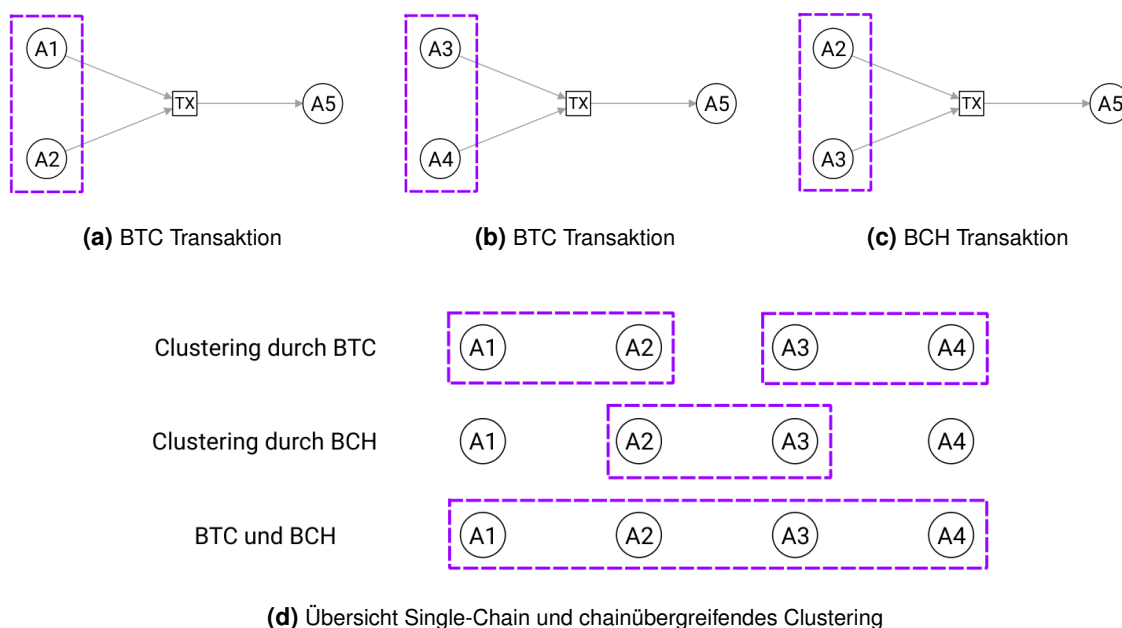 A1
A2
TX
A5
(a) BTC Transaktion
A3
A4
TX
A5
(b) BTC Transaktion
A2
A3
TX
A5
(c) BCH Transaktion
Clustering durch BTC A1 A2 A3 A4
Clustering durch BCH A1 A2 A3 A4
BTC und BCH A1 A2 A3 A4
(d) Übersicht Single-Chain und chainübergreifendes Clustering